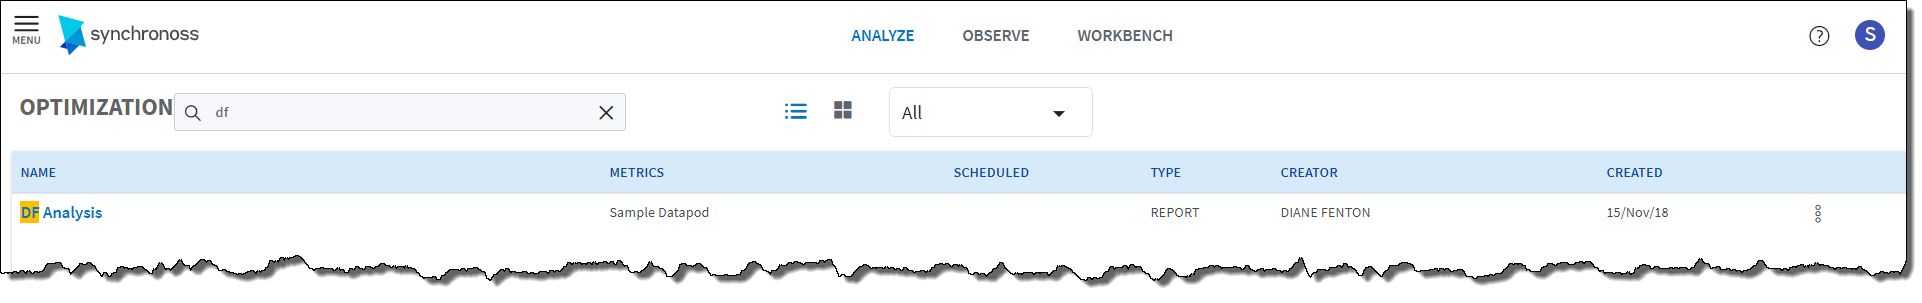 MENU synchronoss ANALYZE OBSERVE WORKBENCH ? S
OPTIMIZATION df All
NAME METRICS SCHEDULED TYPE CREATOR CREATED
DF Analysis Sample Datapod REPORT DIANE FENTON 15/Nov/18